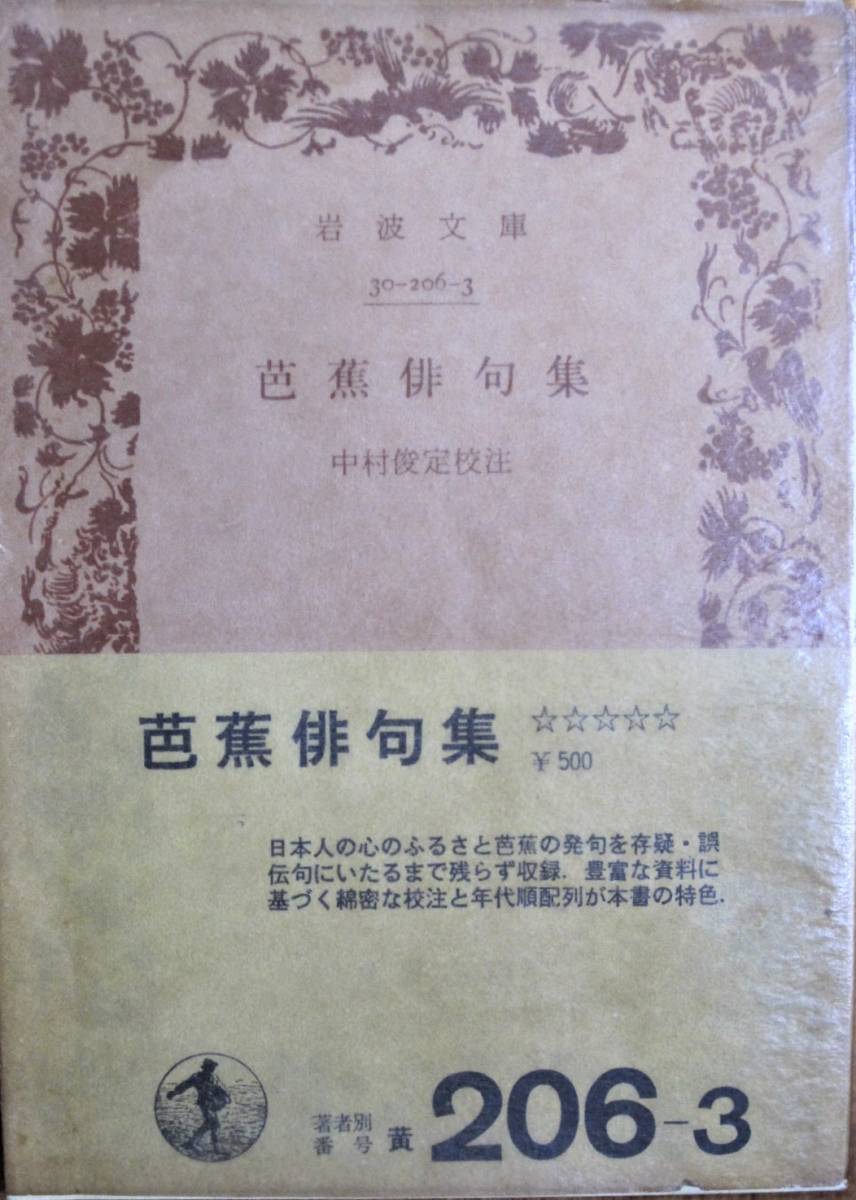 岩波文庫
30-206-3
芭蕉俳句集
中村俊定校注
芭蕉俳句集
☆☆☆☆☆
￥500
日本人の心のふるさと芭蕉の発句を存疑・誤
伝句にいたるまで残らず収録．豊富な資料に
基づく綿密な校注と年代順配列が本書の特色．
著者別
番号
黄
206-3